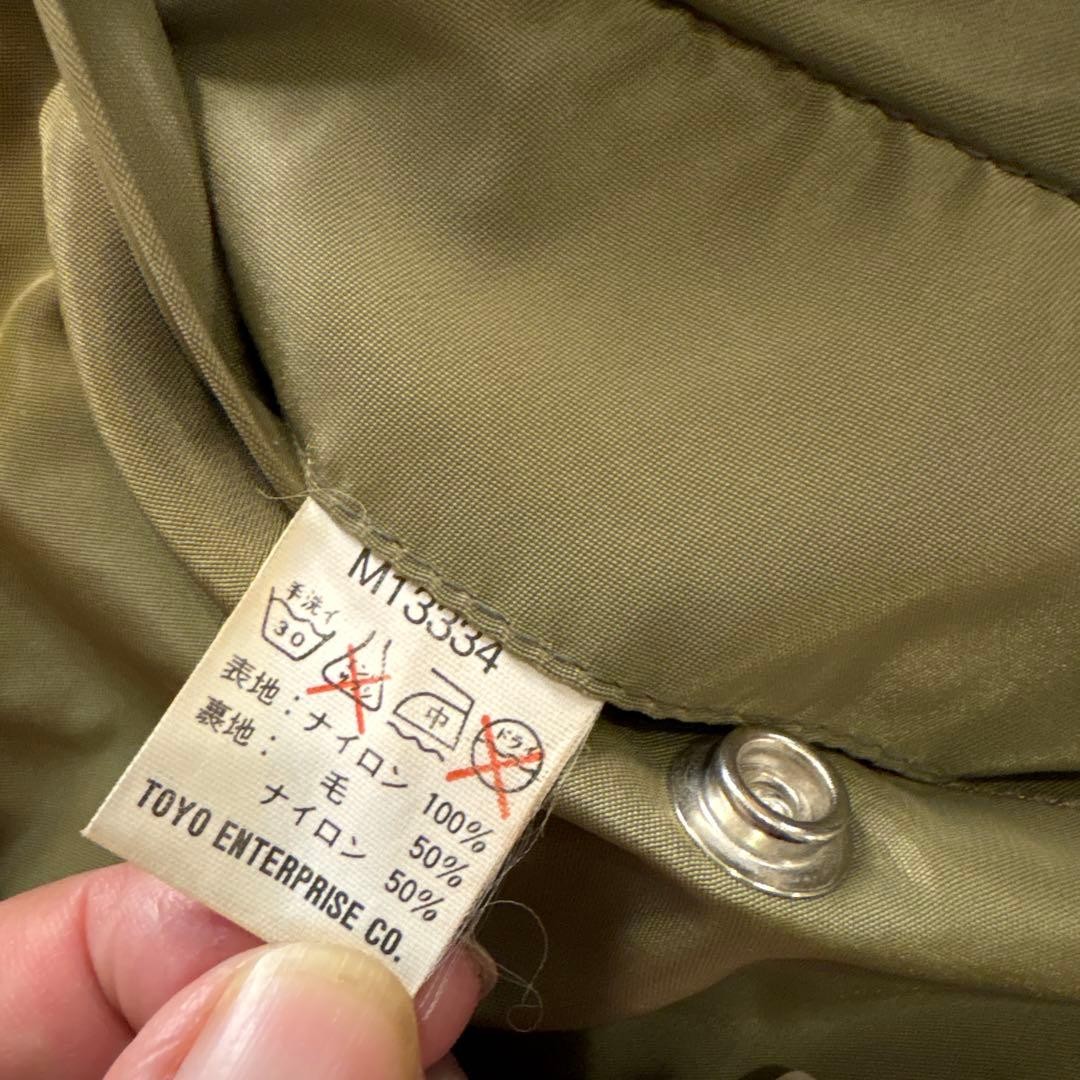 M13334
手洗イ
30
中
ドライ
表地：ナイロン 100%
裏地：毛 50%
ナイロン 50%
TOYO ENTERPRISE CO.